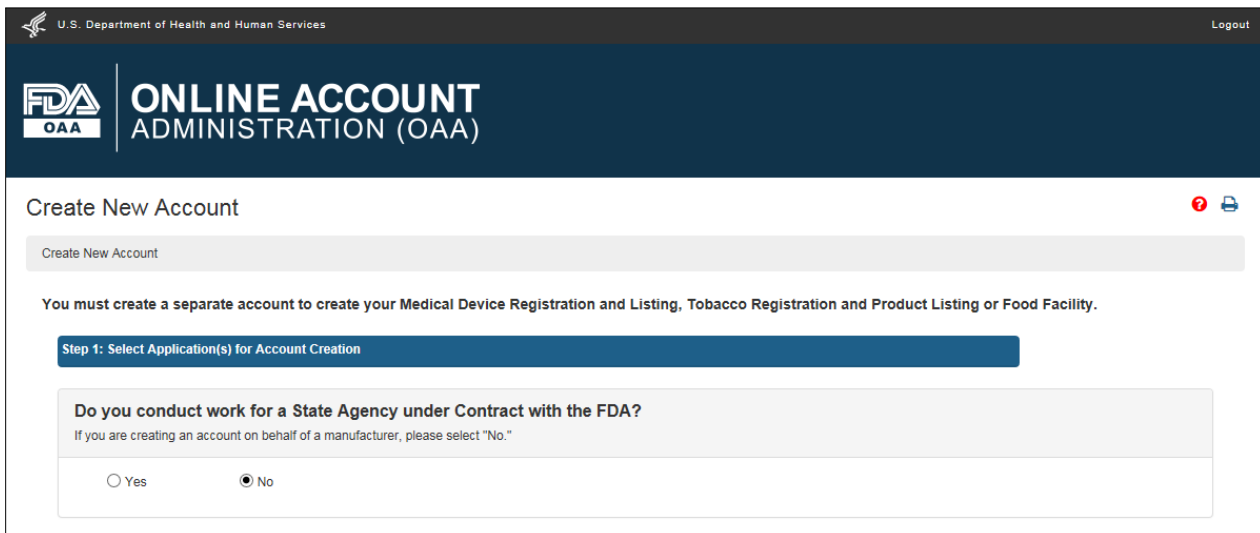 U.S. Department of Health and Human Services
Logout
FDA
OAA
ONLINE ACCOUNT
ADMINISTRATION (OAA)
Create New Account
Create New Account
You must create a separate account to create your Medical Device Registration and Listing, Tobacco Registration and Product Listing or Food Facility.
Step 1: Select Application(s) for Account Creation
Do you conduct work for a State Agency under Contract with the FDA?
If you are creating an account on behalf of a manufacturer, please select "No."
Yes
No